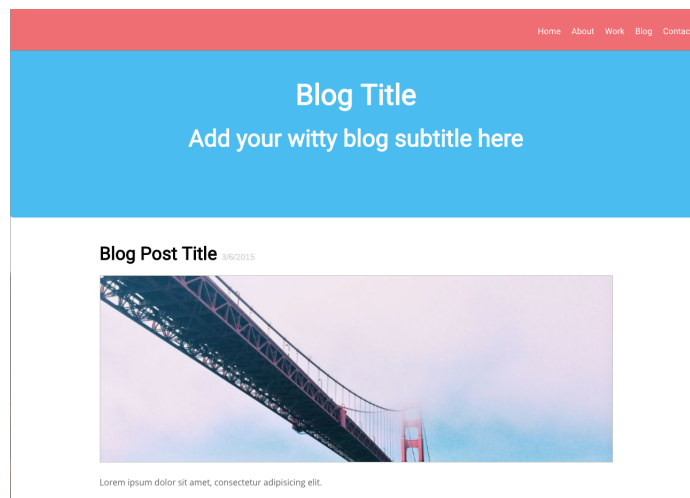 Home About Work Blog Contac
Blog Title
Add your witty blog subtitle here
Blog Post Title 3/6/2015
Lorem ipsum dolor sit amet, consectetur adipisicing elit.